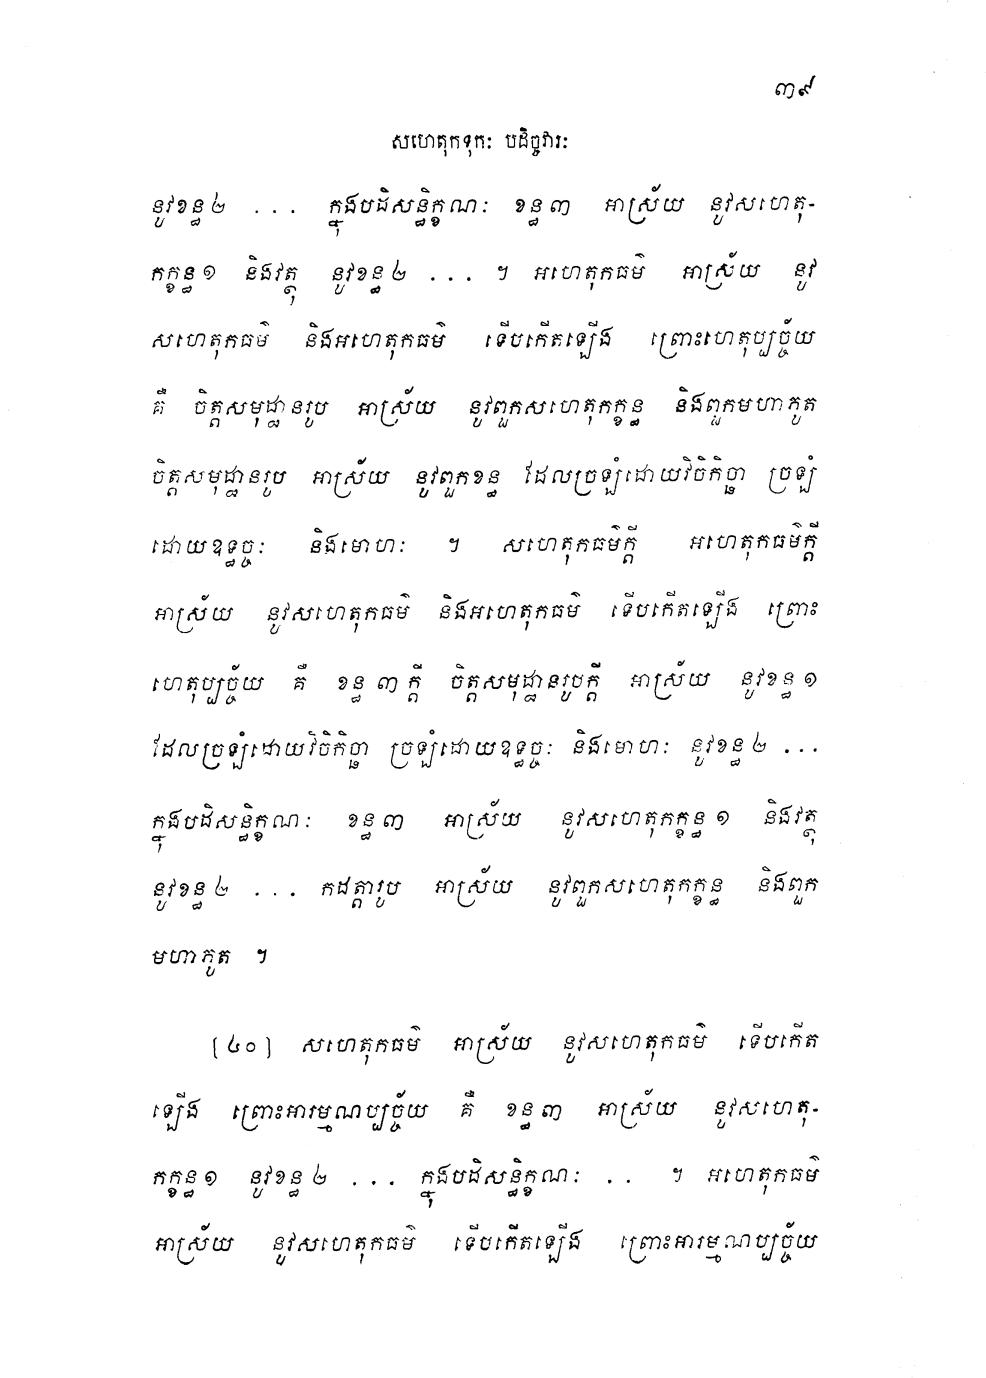 ៣៩
សហេតុកទុកៈ បដិច្ចវារៈ
នូវខន្ធ២ ... ក្នុងបដិសន្ធិក្ខណៈ ខន្ធ៣ អាស្រ័យ នូវសហេតុ-
កក្ខន្ធ១ និងវត្ថុ នូវខន្ធ២ ... ។ អហេតុកធម៌ អាស្រ័យ នូវ
សហេតុកធម៌ និងអហេតុកធម៌ ទើបកើតឡើង ព្រោះហេតុប្បច្ច័យ
គឺ ចិត្តសមុដ្ឋានរូប អាស្រ័យ នូវពួកសហេតុកក្ខន្ធ និងពួកមហាភូត
ចិត្តសមុដ្ឋានរូប អាស្រ័យ នូវពួកខន្ធ ដែលច្រឡំដោយវិចិកិច្ឆា ច្រឡំ
ដោយឧទ្ធច្ចៈ និងមោហៈ ។ សហេតុកធម៌ក្តី អហេតុកធម៌ក្តី
អាស្រ័យ នូវសហេតុកធម៌ និងអហេតុកធម៌ ទើបកើតឡើង ព្រោះ
ហេតុប្បច្ច័យ គឺ ខន្ធ ៣ ក្តី ចិត្តសមុដ្ឋានរូបក្តី អាស្រ័យ នូវខន្ធ ១
ដែលច្រឡំដោយវិចិកិច្ឆា ច្រឡំដោយឧទ្ធច្ចៈ និងមោហៈ នូវខន្ធ ២ ...
ក្នុងបដិសន្ធិក្ខណៈ ខន្ធ ៣ អាស្រ័យ នូវសហេតុកក្ខន្ធ ១ និងវត្ថុ
នូវខន្ធ ២ ... កដត្តារូប អាស្រ័យ នូវពួកសហេតុកក្ខន្ធ និងពួក
មហាភូត ។
[៤០] សហេតុកធម៌ អាស្រ័យ នូវសហេតុកធម៌ ទើបកើត
ឡើង ព្រោះអារម្មណប្បច្ច័យ គឺ ខន្ធ ៣ អាស្រ័យ នូវសហេតុ-
កក្ខន្ធ ១ នូវខន្ធ ២ ... ក្នុងបដិសន្ធិក្ខណៈ .. ។ អហេតុកធម៌
អាស្រ័យ នូវសហេតុកធម៌ ទើបកើតឡើង ព្រោះអារម្មណប្បច្ច័យ